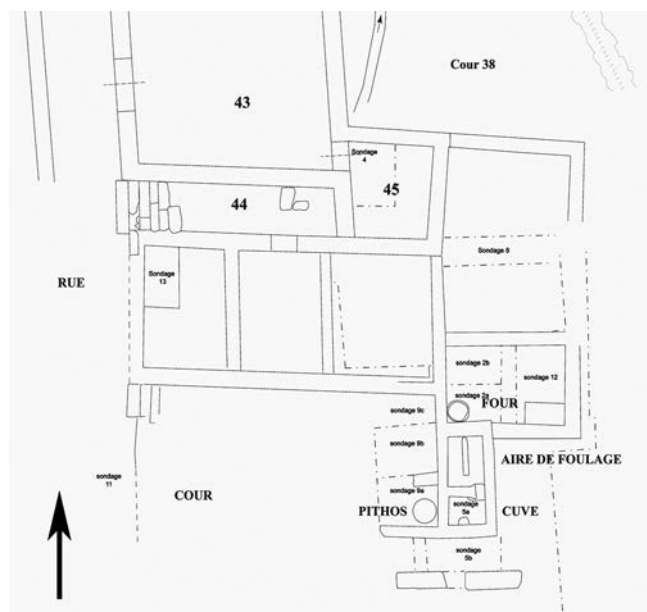 Cour 38
43
Sondage
4
45
44
Sondage 8
Sondage
13
RUE
sondage 2b
sondage 12
sondage 2a
FOUR
sondage 9c
sondage 9b
AIRE DE FOULAGE
sondage
11
COUR
sondage 9a
PITHOS
sondage
5a
CUVE
sondage
5b